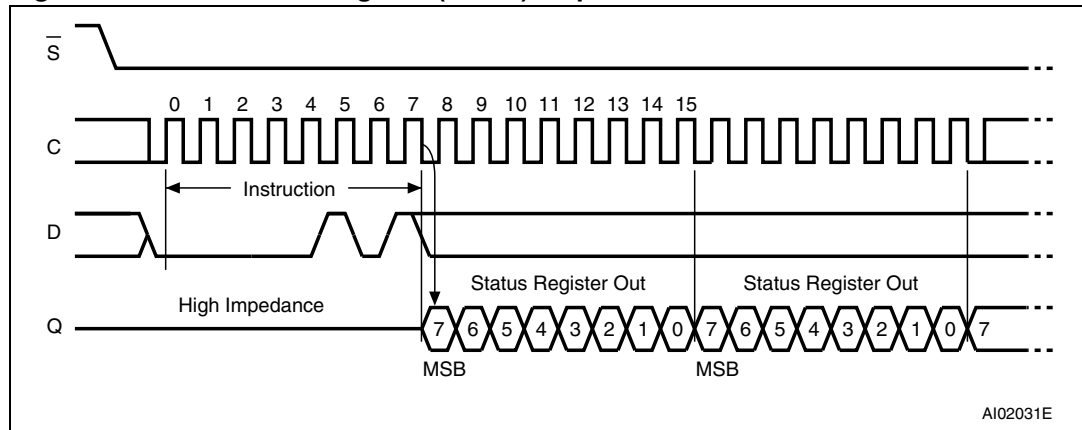 S
0 1 2 3 4 5 6 7 8 9 10 11 12 13 14 15
C
Instruction
D
Status Register Out Status Register Out
High Impedance
Q 7 6 5 4 3 2 1 0 7 6 5 4 3 2 1 0 7
MSB MSB
AI02031E